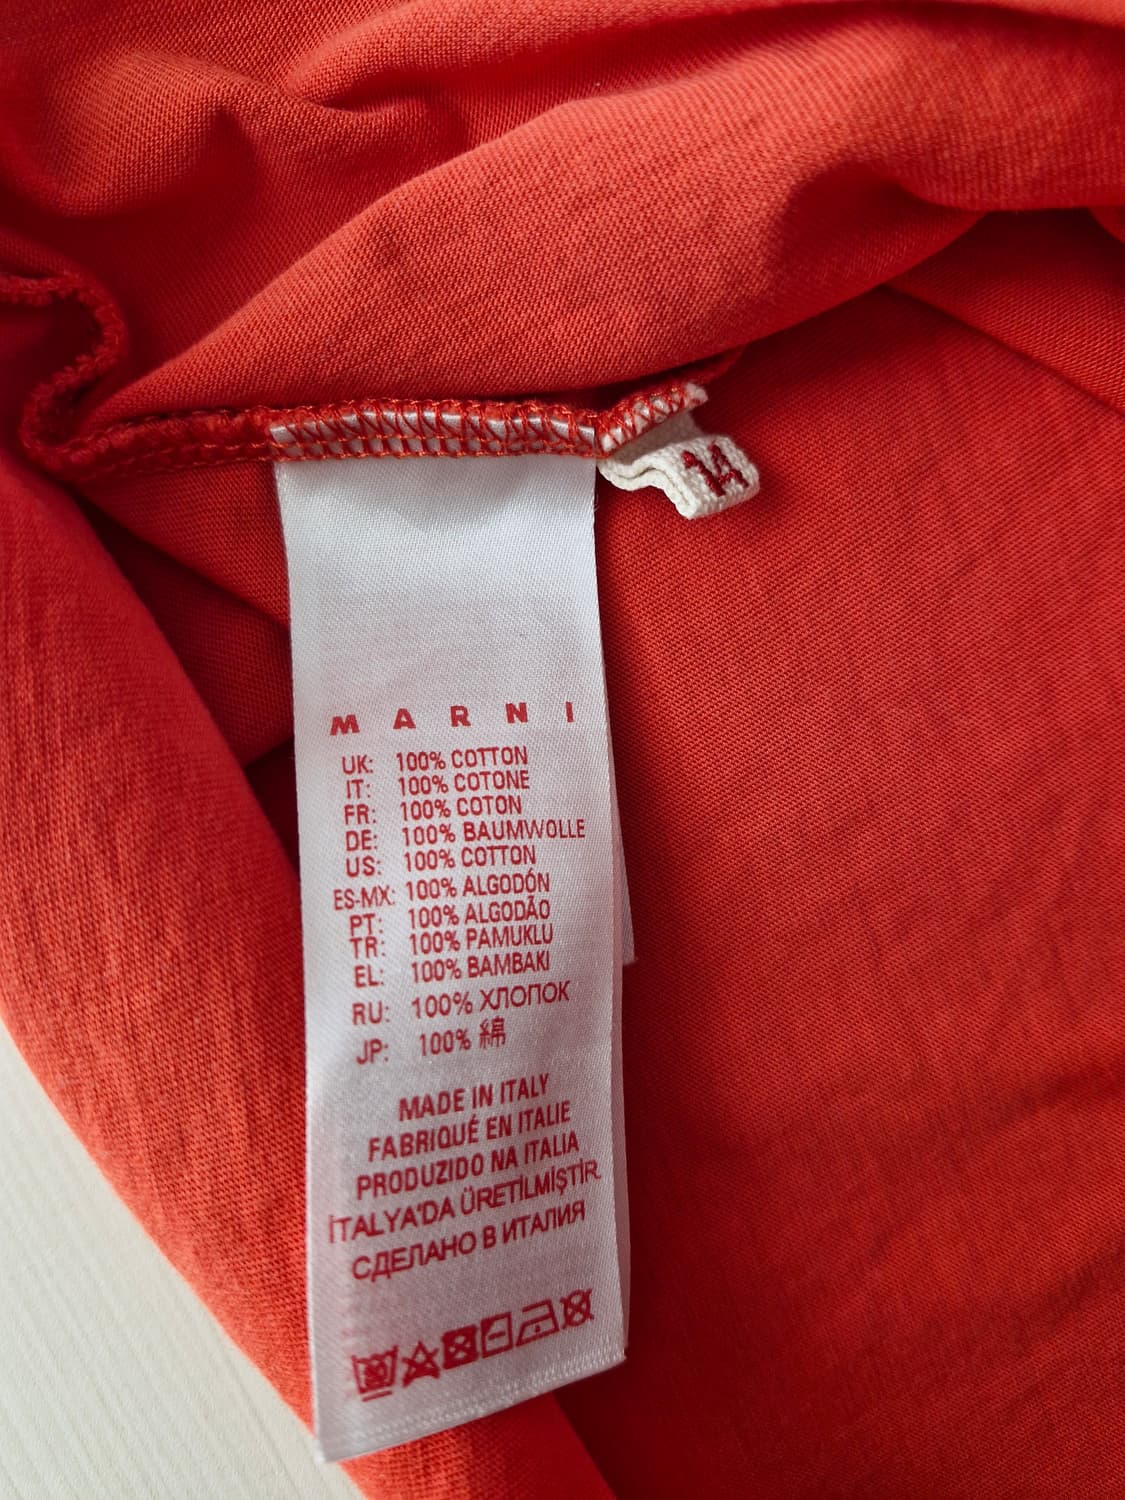 14
MARNI
UK: 100% COTTON
IT: 100% COTONE
FR: 100% COTON
DE: 100% BAUMWOLLE
US: 100% COTTON
ES-MX: 100% ALGODÓN
PT: 100% ALGODÃO
TR: 100% PAMUKLU
EL: 100% BAMBAKI
RU: 100% ХЛОПОК
JP: 100% 綿
MADE IN ITALY
FABRIQUÉ EN ITALIE
PRODUZIDO NA ITALIA
İTALYA'DA ÜRETİLMİŞTİR
СДЕЛАНО В ИТАЛИЯ